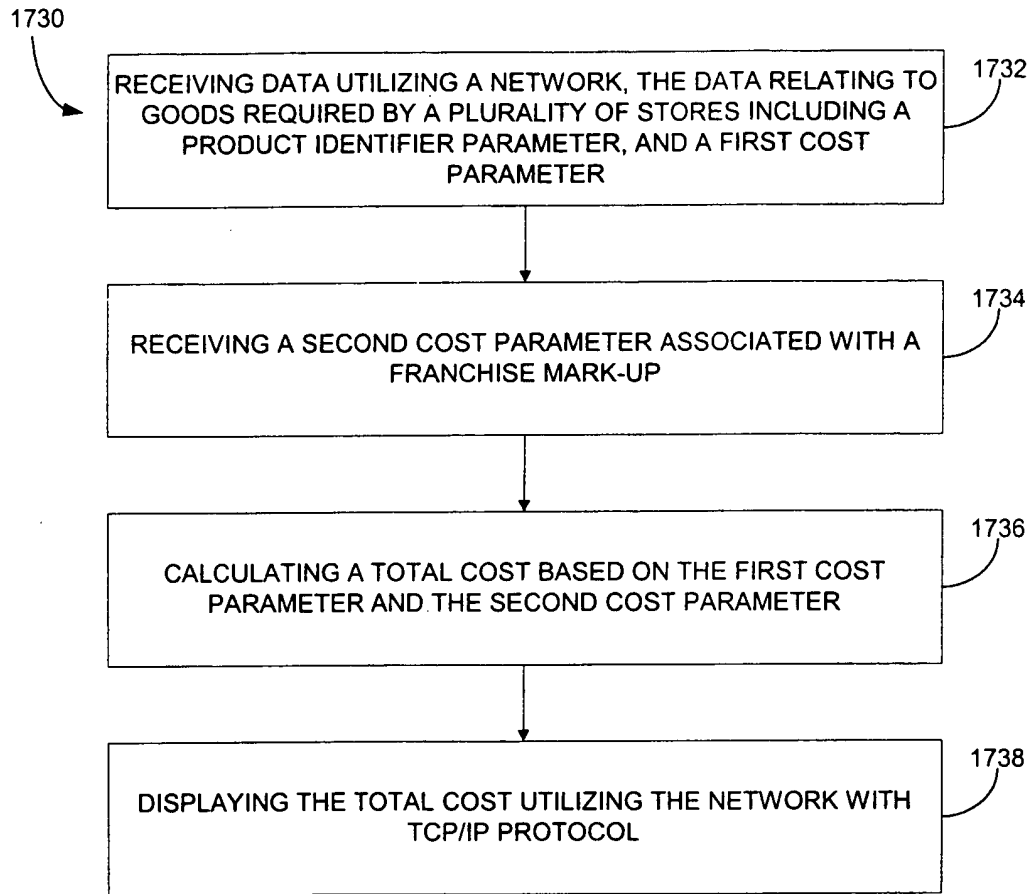 1730
RECEIVING DATA UTILIZING A NETWORK, THE DATA RELATING TO
GOODS REQUIRED BY A PLURALITY OF STORES INCLUDING A
PRODUCT IDENTIFIER PARAMETER, AND A FIRST COST
PARAMETER
1732
RECEIVING A SECOND COST PARAMETER ASSOCIATED WITH A
FRANCHISE MARK-UP
1734
CALCULATING A TOTAL COST BASED ON THE FIRST COST
PARAMETER AND THE SECOND COST PARAMETER
1736
DISPLAYING THE TOTAL COST UTILIZING THE NETWORK WITH
TCP/IP PROTOCOL
1738